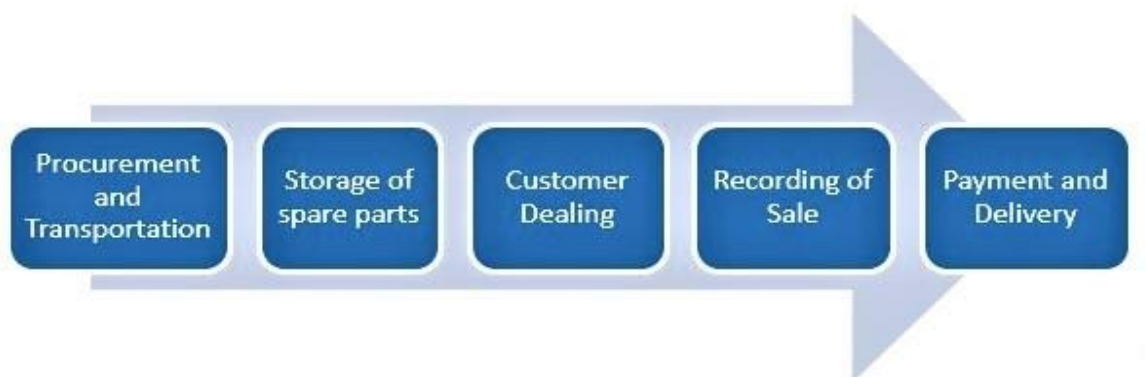 Procurement
and
Transportation
Storage of
spare parts
Customer
Dealing
Recording of
Sale
Payment and
Delivery